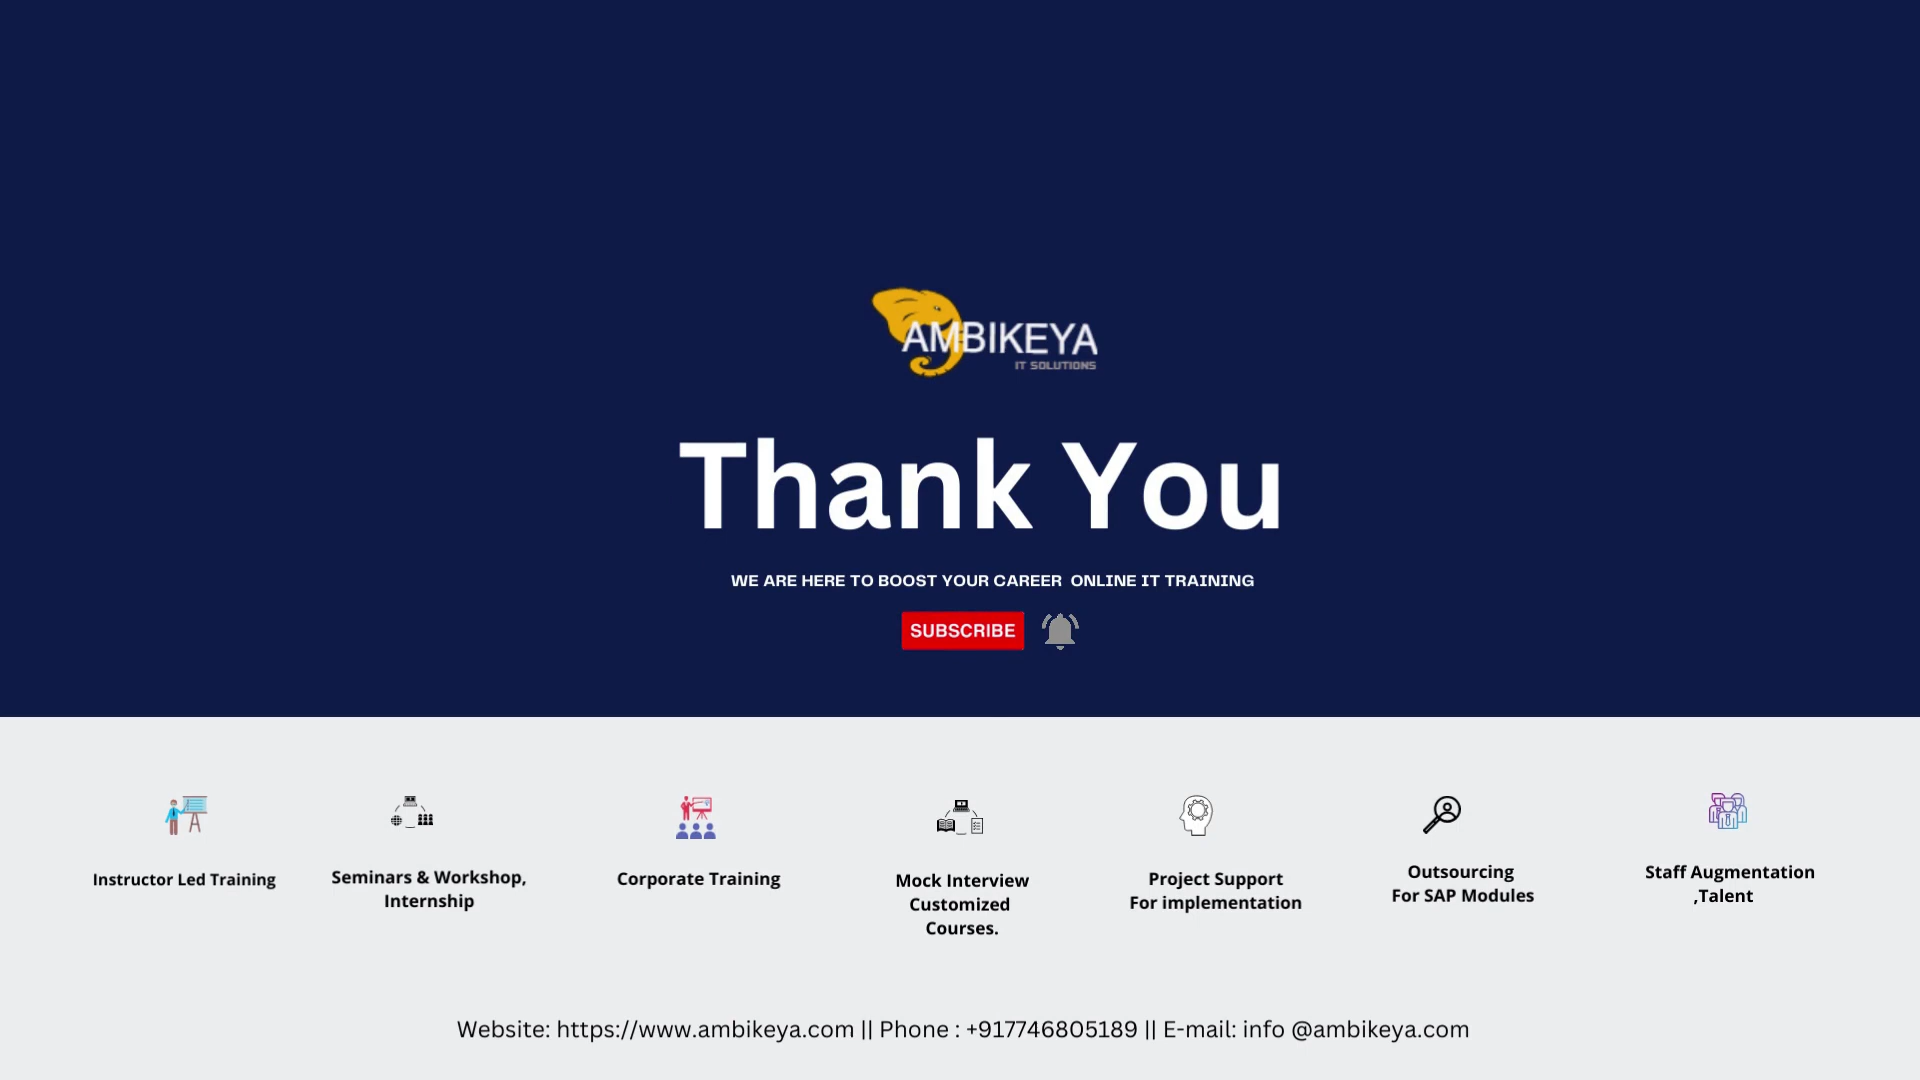 AMBIKEYA
IT SOLUTIONS
Thank You
WE ARE HERE TO BOOST YOUR CAREER ONLINE IT TRAINING
SUBSCRIBE
Instructor Led Training
Seminars & Workshop,
Internship
Corporate Training
Mock Interview
Customized
Courses.
Project Support
For implementation
Outsourcing
For SAP Modules
Staff Augmentation
,Talent
Website: https://www.ambikeya.com || Phone : +917746805189 || E-mail: info @ambikeya.com